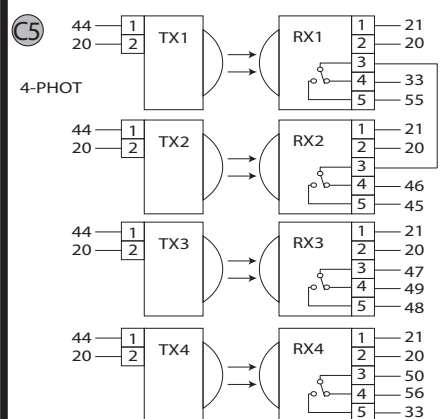 C5
4-PHOT
44 1 TX1 RX1 1 21
20 2 2 20
3
4 33
5 55
44 1 TX2 RX2 1 21
20 2 2 20
3
4 46
5 45
44 1 TX3 RX3 1 21
20 2 2 20
3 47
4 49
5 48
44 1 TX4 RX4 1 21
20 2 2 20
3 50
4 56
5 33